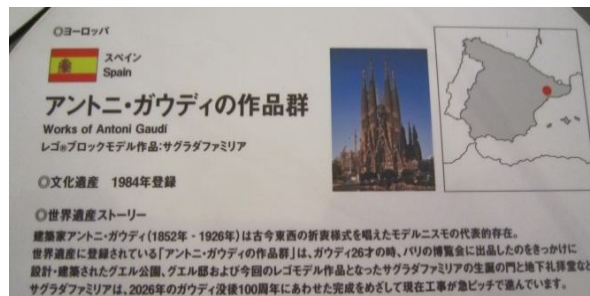 ◎ヨーロッパ
スペイン
Spain
アントニ・ガウディの作品群
Works of Antoni Gaudí
レゴ®ブロックモデル作品:サグラダファミリア
◎文化遺産 1984年登録
◎世界遺産ストーリー
建築家アントニ・ガウディ(1852年 - 1926年)は古今東西の折衷様式を唱えたモデルニスモの代表的存在。
世界遺産に登録されている「アントニ・ガウディの作品群」は、ガウディ26才の時、パリの博覧会に出品したのをきっかけに
設計・建築されたグエル公園、グエル邸および今回のレゴモデル作品となったサグラダファミリアの生誕の門と地下礼拝堂など
サグラダファミリアは、2026年のガウディ没後100周年にあわせた完成をめざして現在工事が急ピッチで進んでいます。